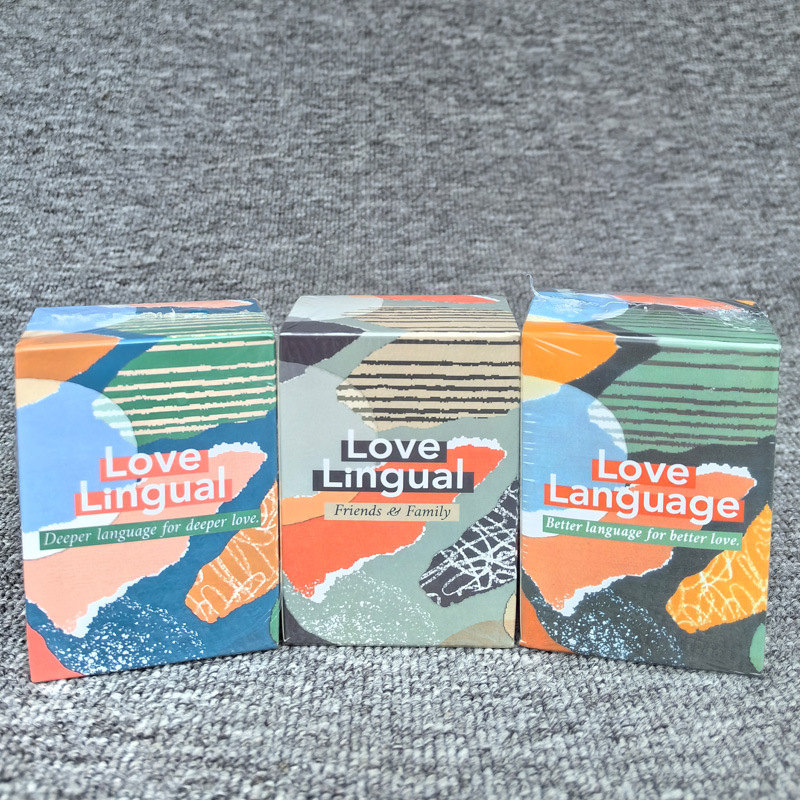 Love
Lingual
Deeper language for deeper love.
Love
Lingual
Friends & Family
Love
Language
Better language for better love.